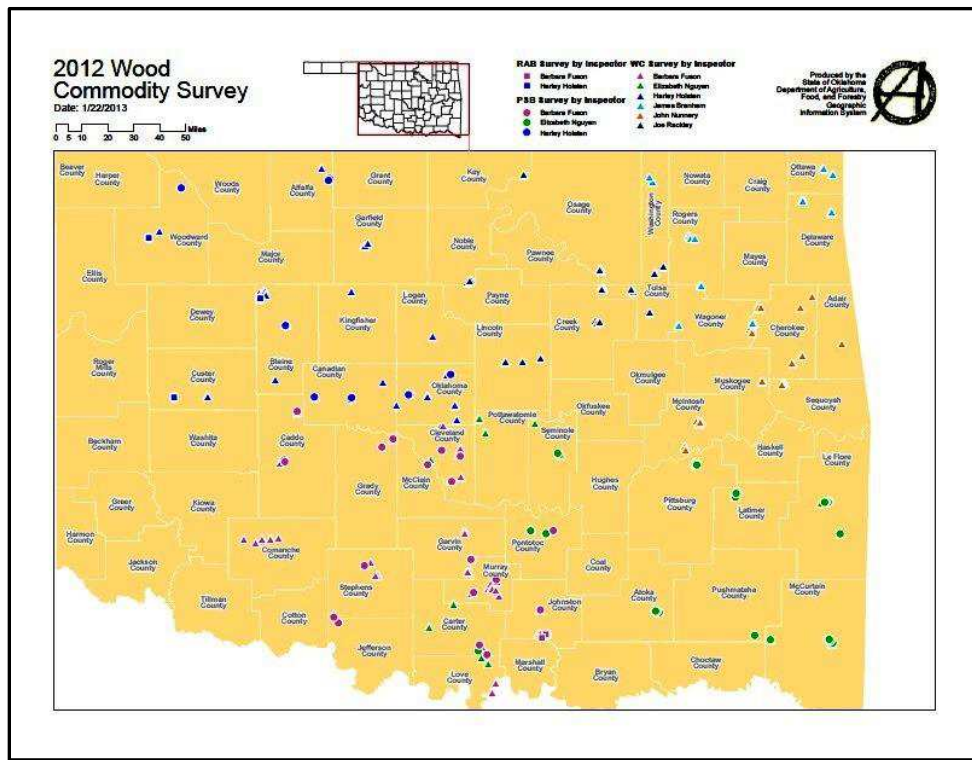 2012 Wood
Commodity Survey
Date: 1/22/2013
Miles
0 5 10 20 30 40 50
RAB Survey by Inspector
Barbara Fuson
Harley Holsten
PSB Survey by Inspector
Barbara Fuson
Elizabeth Nguyen
Harley Holsten
WC Survey by Inspector
Barbara Fuson
Elizabeth Nguyen
Harley Holsten
James Branham
John Nunnery
Joe Rackley
Produced by the
State of Oklahoma
Department of Agriculture,
Food, and Forestry
Geographic
Information System
Beaver
County
Harper
County
Woods
County
Alfalfa
County
Grant
County
Kay
County
Osage
County
Washington
County
Nowata
County
Craig
County
Ottawa
County
Rogers
County
Ellis
County
Woodward
County
Major
County
Garfield
County
Noble
County
Pawnee
County
Mayes
County
Delaware
County
Dewey
County
Kingfisher
County
Logan
County
Payne
County
Creek
County
Tulsa
County
Wagoner
County
Cherokee
County
Adair
County
Lincoln
County
Roger
Mills
County
Custer
County
Blaine
County
Canadian
County
Oklahoma
County
Okmulgee
County
Muskogee
County
Sequoyah
County
Okfuskee
County
McIntosh
County
Beckham
County
Washita
County
Caddo
County
Cleveland
County
Pottawatomie
County
Seminole
County
Haskell
County
Le Flore
County
Greer
County
Kiowa
County
Grady
County
McClain
County
Hughes
County
Pittsburg
County
Latimer
County
Harmon
County
Jackson
County
Comanche
County
Garvin
County
Pontotoc
County
Murray
County
Coal
County
Tillman
County
Stephens
County
Cotton
County
Johnston
County
Atoka
County
Pushmataha
County
McCurtain
County
Jefferson
County
Carter
County
Love
County
Marshall
County
Bryan
County
Choctaw
County